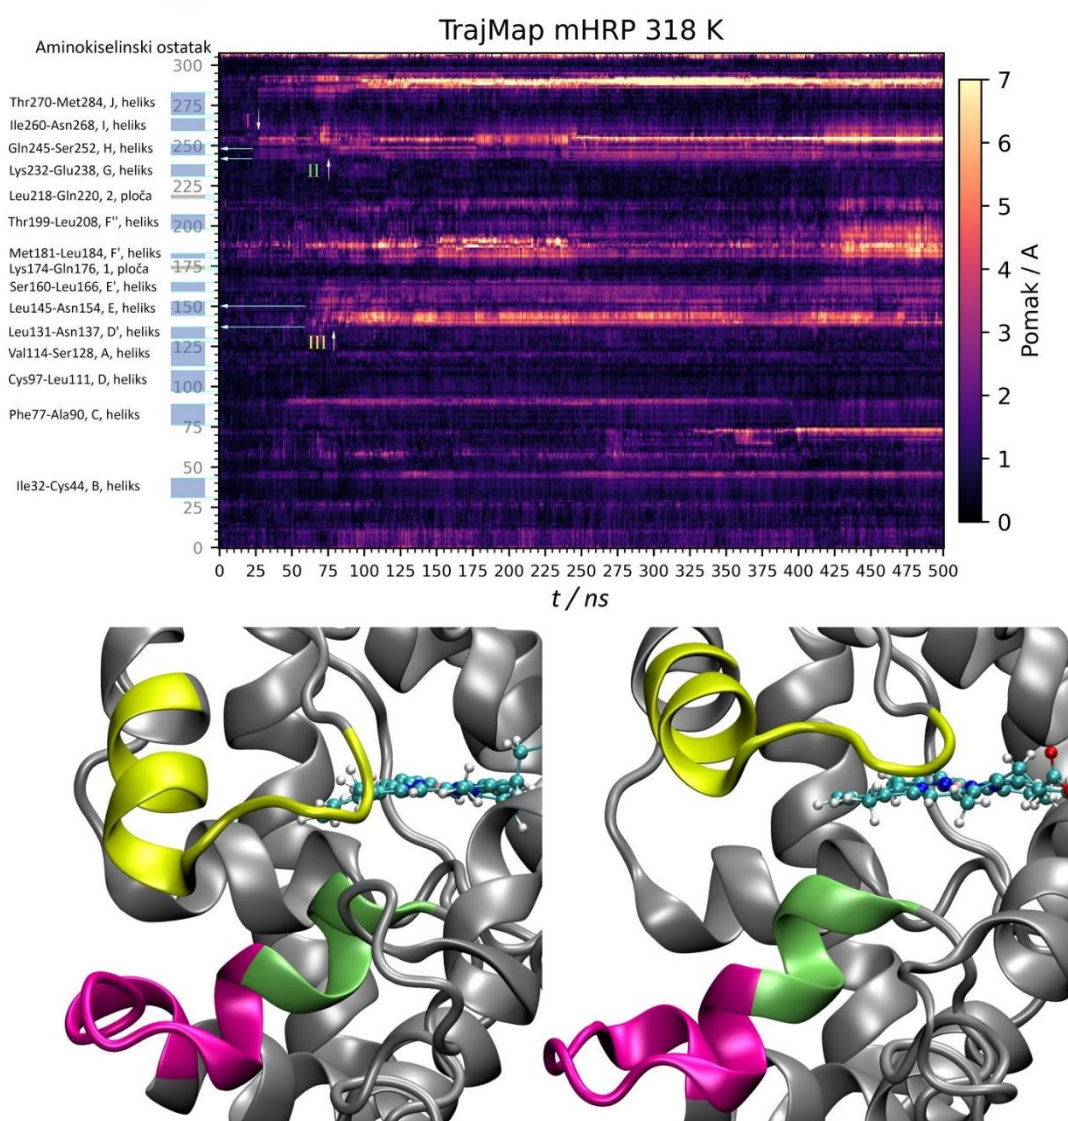 TrajMap mHRP 318 K
Aminokiselinski ostatak
300
Thr270-Met284, J, heliks
275
Ile260-Asn268, I, heliks
I
250
Gln245-Ser252, H, heliks
Lys232-Glu238, G, heliks
II
225
Leu218-Gln220, 2, ploča
Thr199-Leu208, F'', heliks
200
Met181-Leu184, F', heliks
Lys174-Gln176, 1, ploča
175
Ser160-Leu166, E', heliks
Leu145-Asn154, E, heliks
150
Leu131-Asn137, D', heliks
III
Val114-Ser128, A, heliks
125
Cys97-Leu111, D, heliks
100
Phe77-Ala90, C, heliks
75
50
Ile32-Cys44, B, heliks
25
0
0 25 50 75 100 125 150 175 200 225 250 275 300 325 350 375 400 425 450 475 500
t / ns
7
6
5
4
3
2
1
0
Pomak / A